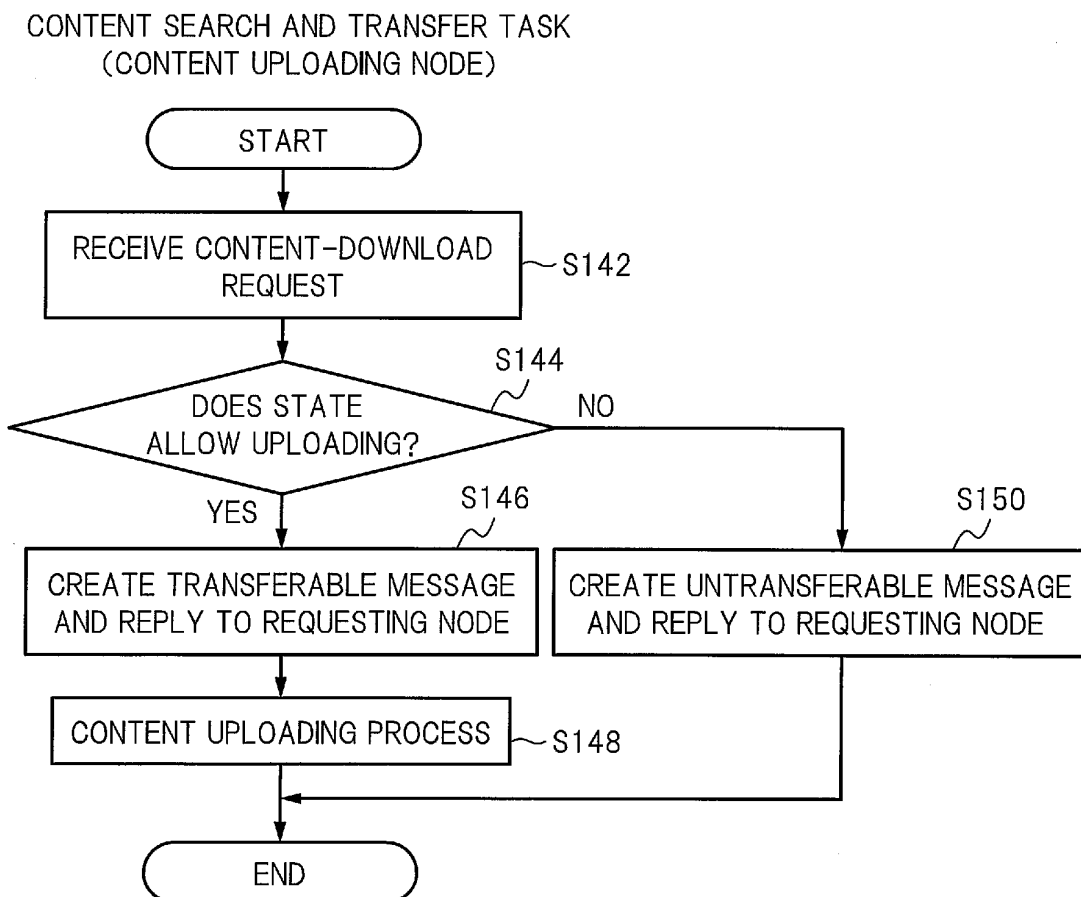 CONTENT SEARCH AND TRANSFER TASK
(CONTENT UPLOADING NODE)
START
RECEIVE CONTENT-DOWNLOAD
REQUEST
S142
S144
DOES STATE
ALLOW UPLOADING?
NO
YES
S146
S150
CREATE TRANSFERABLE MESSAGE
AND REPLY TO REQUESTING NODE
CREATE UNTRANSFERABLE MESSAGE
AND REPLY TO REQUESTING NODE
CONTENT UPLOADING PROCESS
S148
END